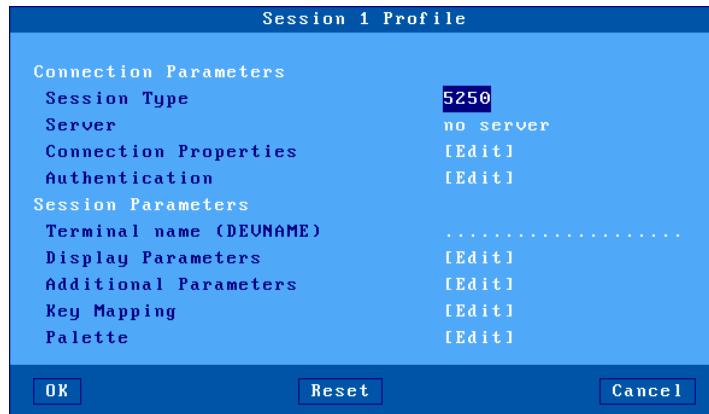 Session 1 Profile
Connection Parameters
Session Type 5250
Server no server
Connection Properties [Edit]
Authentication [Edit]
Session Parameters
Terminal name (DEVNAME) ....................
Display Parameters [Edit]
Additional Parameters [Edit]
Key Mapping [Edit]
Palette [Edit]
OK Reset Cancel